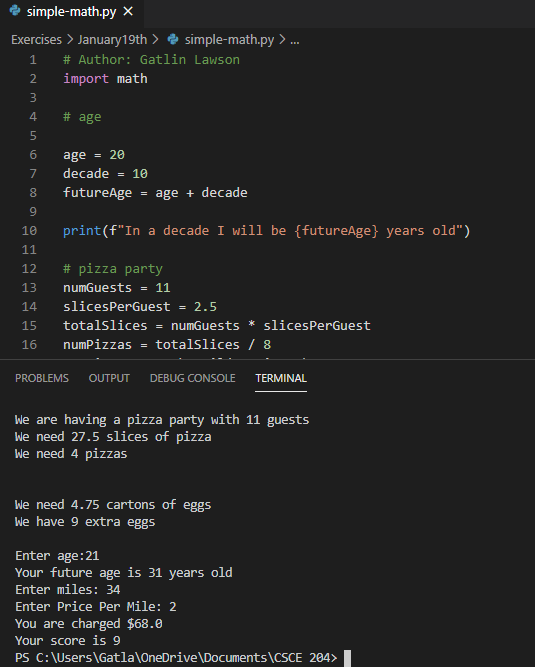 simple-math.py ×
Exercises > January19th > simple-math.py > ...
1 # Author: Gatlin Lawson
2 import math
3
4 # age
5
6 age = 20
7 decade = 10
8 futureAge = age + decade
9
10 print(f"In a decade I will be {futureAge} years old")
11
12 # pizza party
13 numGuests = 11
14 slicesPerGuest = 2.5
15 totalSlices = numGuests * slicesPerGuest
16 numPizzas = totalSlices / 8
PROBLEMS OUTPUT DEBUG CONSOLE TERMINAL
We are having a pizza party with 11 guests
We need 27.5 slices of pizza
We need 4 pizzas
We need 4.75 cartons of eggs
We have 9 extra eggs
Enter age:21
Your future age is 31 years old
Enter miles: 34
Enter Price Per Mile: 2
You are charged $68.0
Your score is 9
PS C:\Users\Gatla\OneDrive\Documents\CSCE 204>